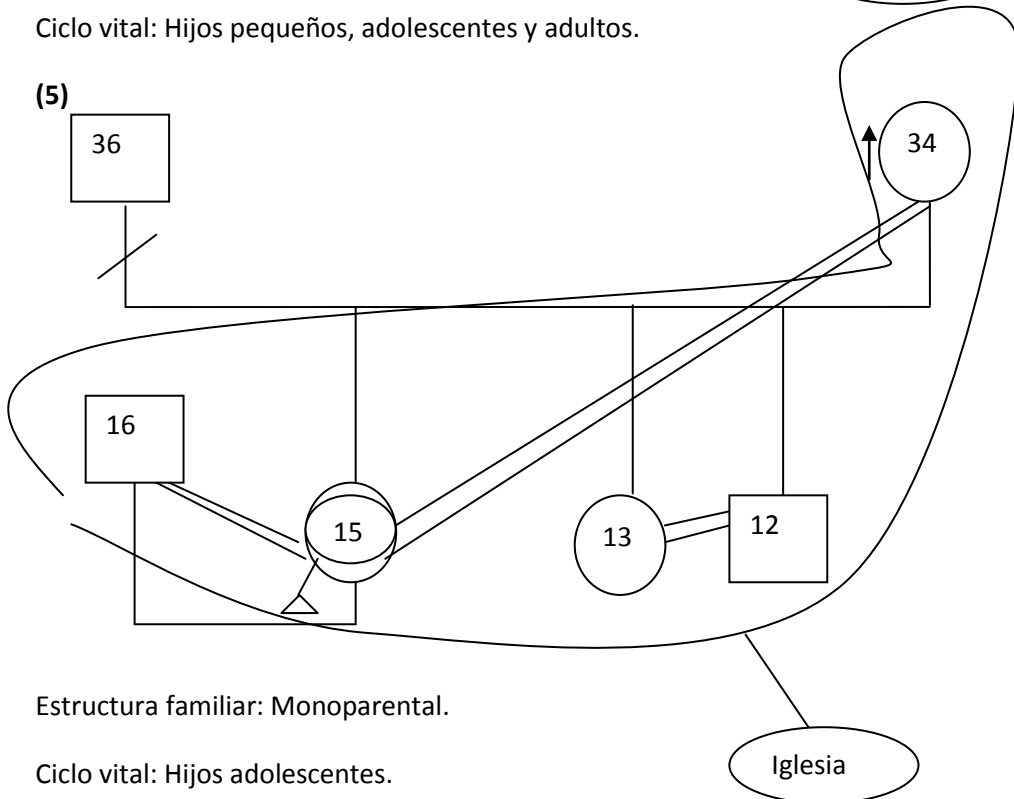 Ciclo vital: Hijos pequeños, adolescentes y adultos.
(5)
36
34
16
15
13
12
Estructura familiar: Monoparental.
Iglesia
Ciclo vital: Hijos adolescentes.